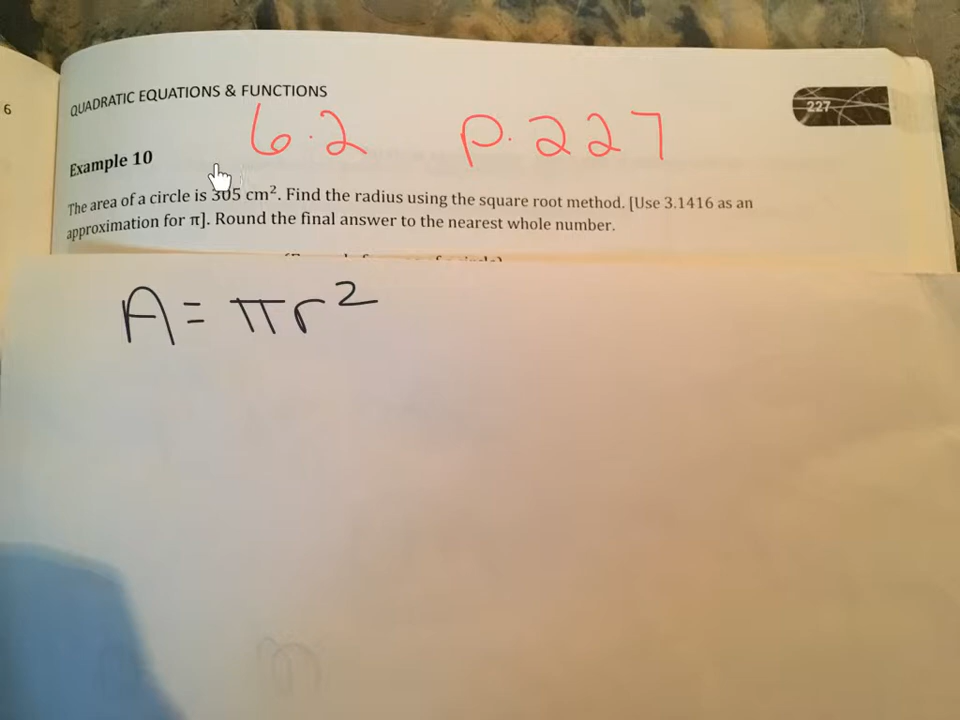 6
QUADRATIC EQUATIONS & FUNCTIONS
227
6.2 p.227
Example 10
The area of a circle is 305 cm². Find the radius using the square root method. [Use 3.1416 as an
approximation for π]. Round the final answer to the nearest whole number.
A = πr²